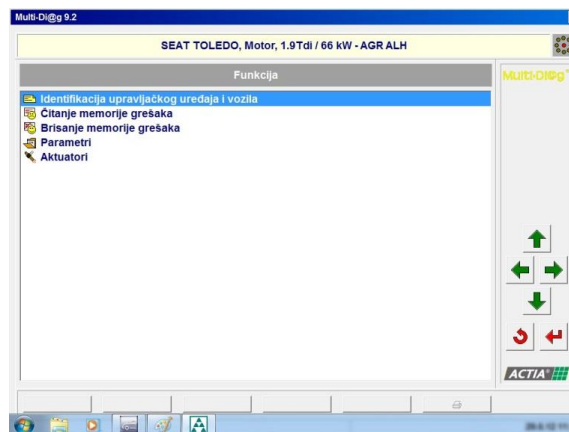 Multi-Di@g 9.2
SEAT TOLEDO, Motor, 1.9Tdi / 66 kW - AGR ALH
Funkcija
Multi-Di@g
Identifikacija upravljačkog uređaja i vozila
Čitanje memorije grešaka
Brisanje memorije grešaka
Parametri
Aktuatori
ACTIA